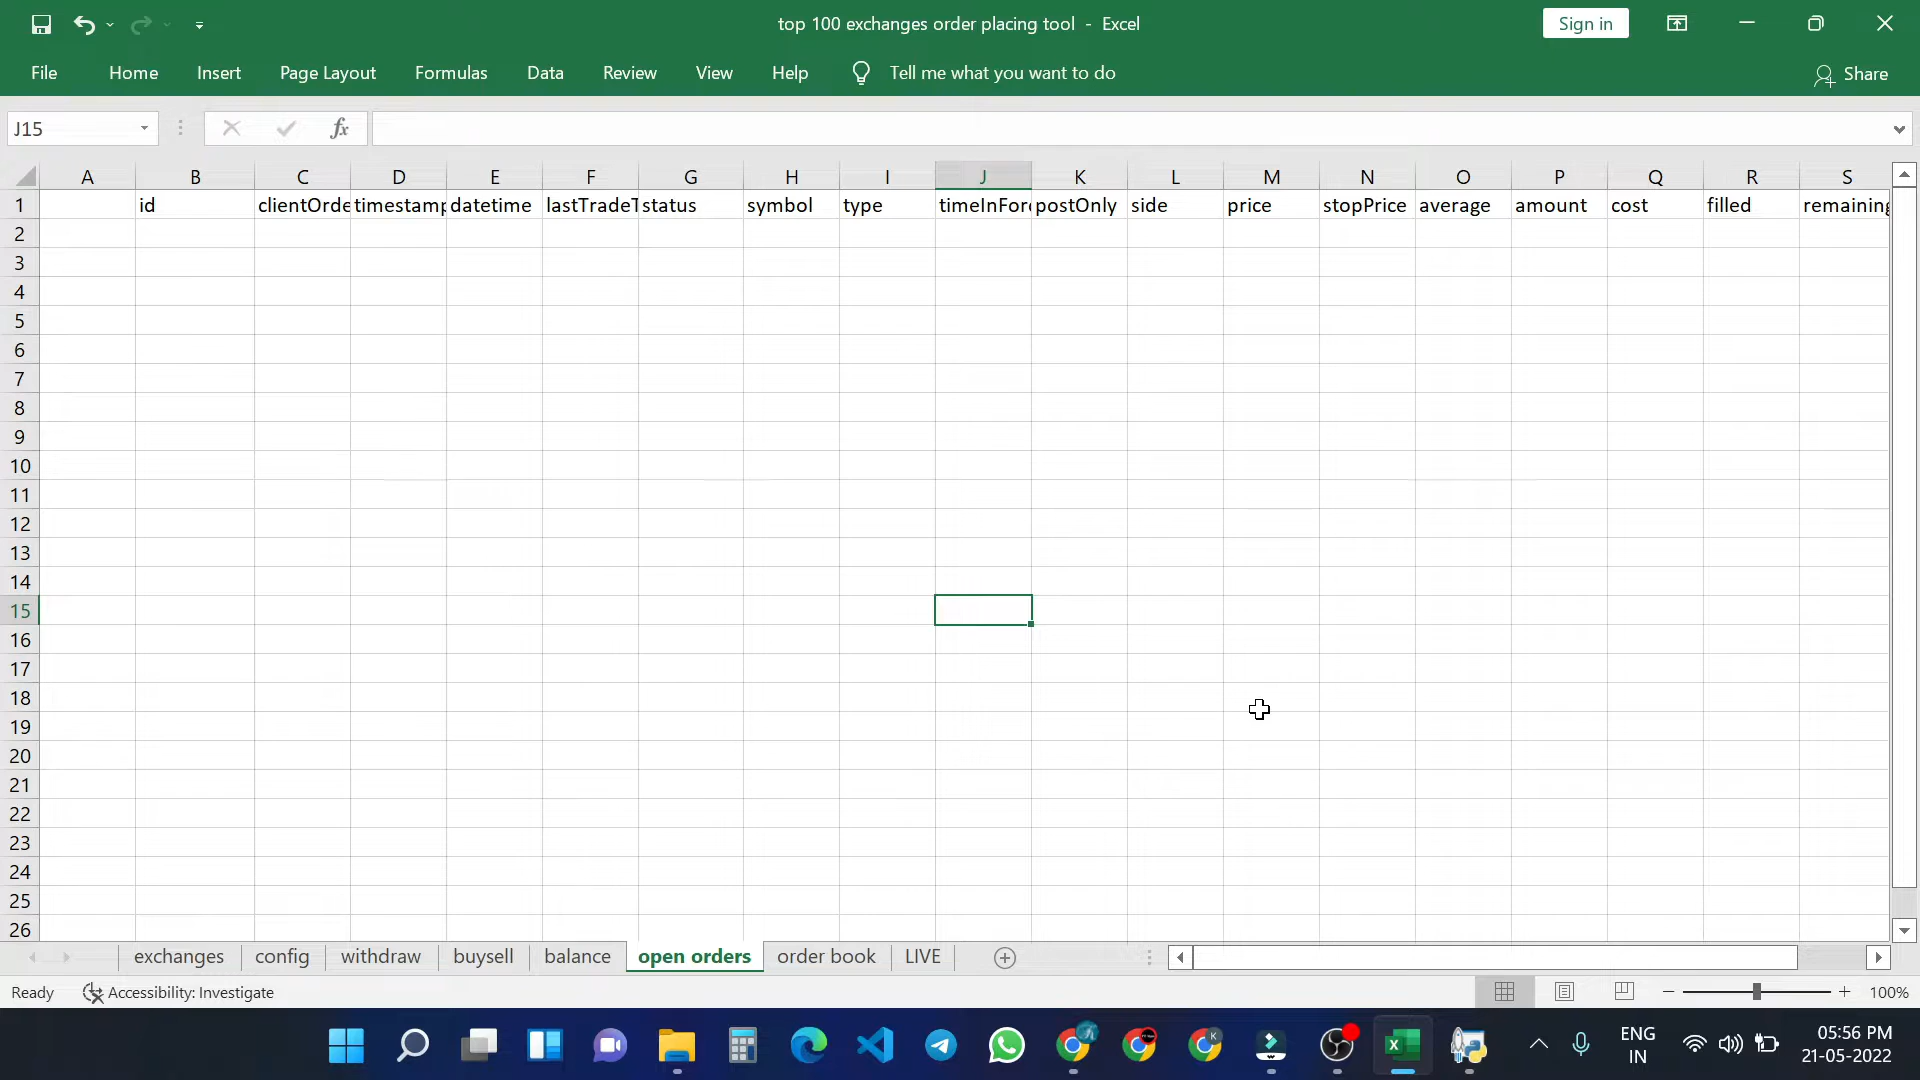 top 100 exchanges order placing tool - Excel
Sign in
File Home Insert Page Layout Formulas Data Review View Help Tell me what you want to do Share
J15 fx
A B C D E F G H I J K L M N O P Q R S
1 id clientOrde timestamp datetime lastTradeT status symbol type timeInForc postOnly side price stopPrice average amount cost filled remaining
2
3
4
5
6
7
8
9
10
11
12
13
14
15
16
17
18
19
20
21
22
23
24
25
26
exchanges config withdraw buysell balance open orders order book LIVE
Ready Accessibility: Investigate 100%
ENG IN
05:56 PM
21-05-2022